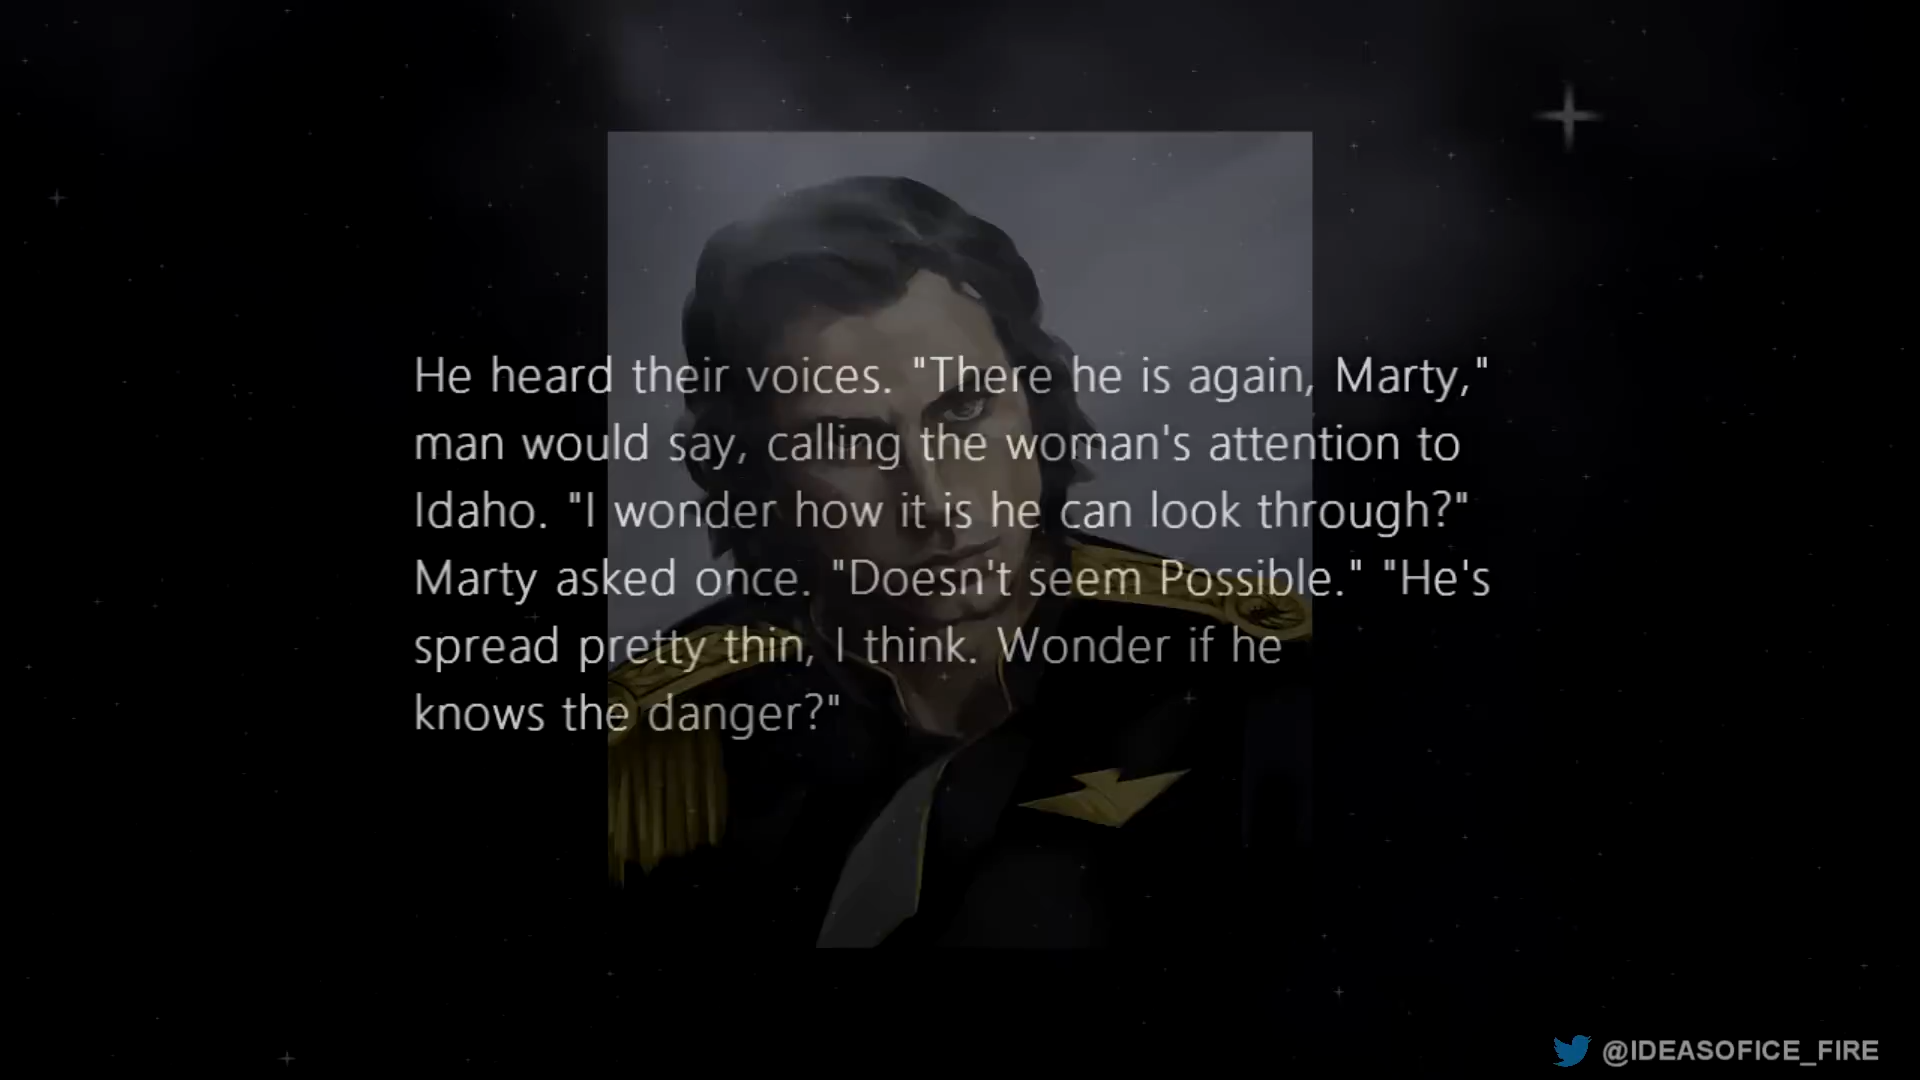 He heard their voices. "There he is again, Marty,"
man would say, calling the woman's attention to
Idaho. "I wonder how it is he can look through?"
Marty asked once. "Doesn't seem Possible." "He's
spread pretty thin, I think. Wonder if he
knows the danger?"
@IDEASOFICE_FIRE